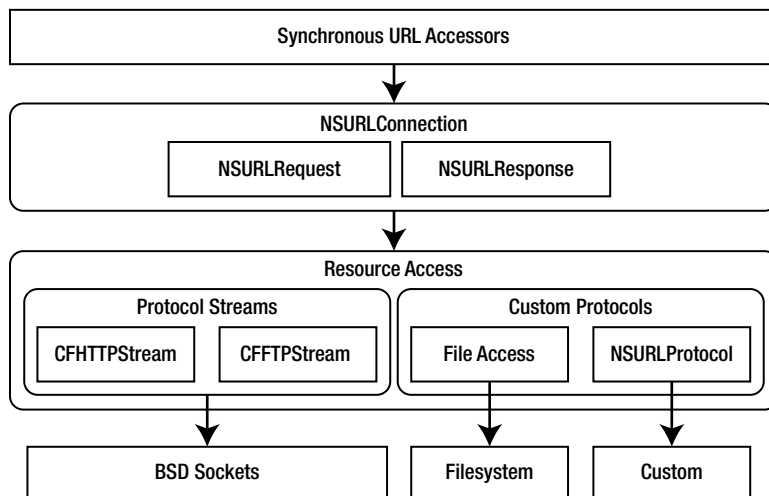 Synchronous URL Accessors
NSURLConnection
NSURLRequest
NSURLResponse
Resource Access
Protocol Streams
Custom Protocols
CFHTTPStream
CFFTPStream
File Access
NSURLProtocol
BSD Sockets
Filesystem
Custom